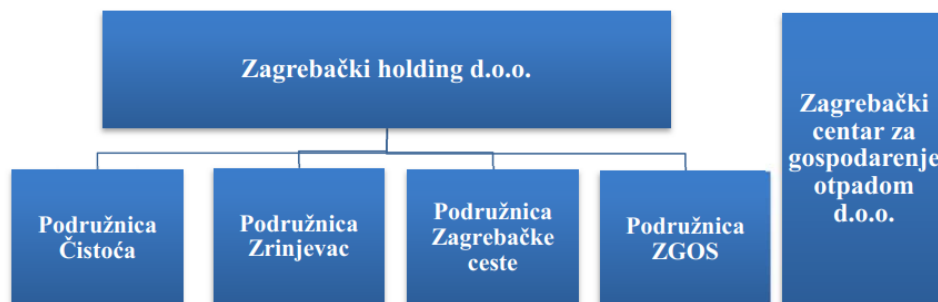 Zagrebački holding d.o.o.
Podružnica
Čistoća
Podružnica
Zrinjevac
Podružnica
Zagrebačke
ceste
Podružnica
ZGOS
Zagrebački
centar za
gospodarenje
otpadom
d.o.o.